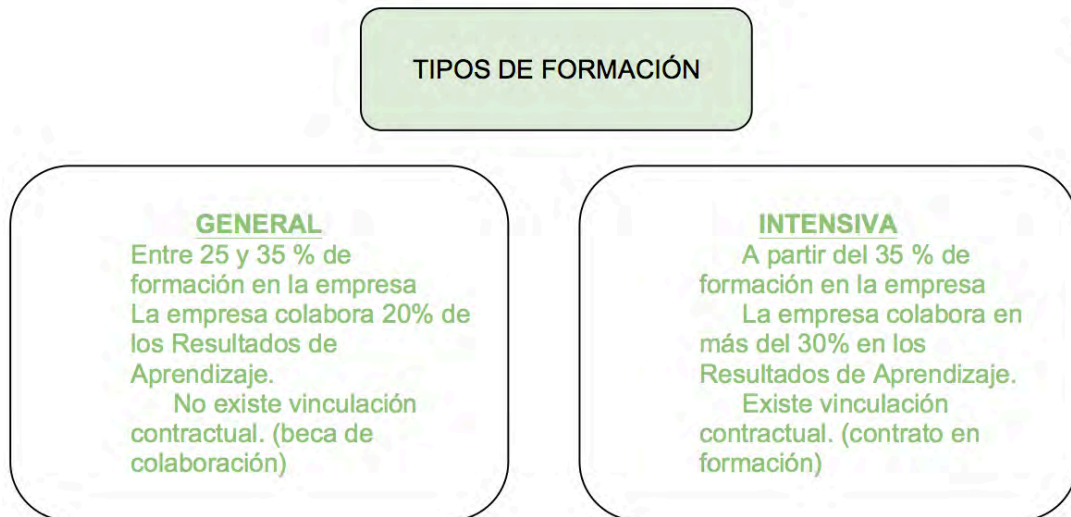 TIPOS DE FORMACIÓN
GENERAL
Entre 25 y 35 % de
formación en la empresa
La empresa colabora 20% de
los Resultados de
Aprendizaje.
No existe vinculación
contractual. (beca de
colaboración)
INTENSIVA
A partir del 35 % de
formación en la empresa
La empresa colabora en
más del 30% en los
Resultados de Aprendizaje.
Existe vinculación
contractual. (contrato en
formación)